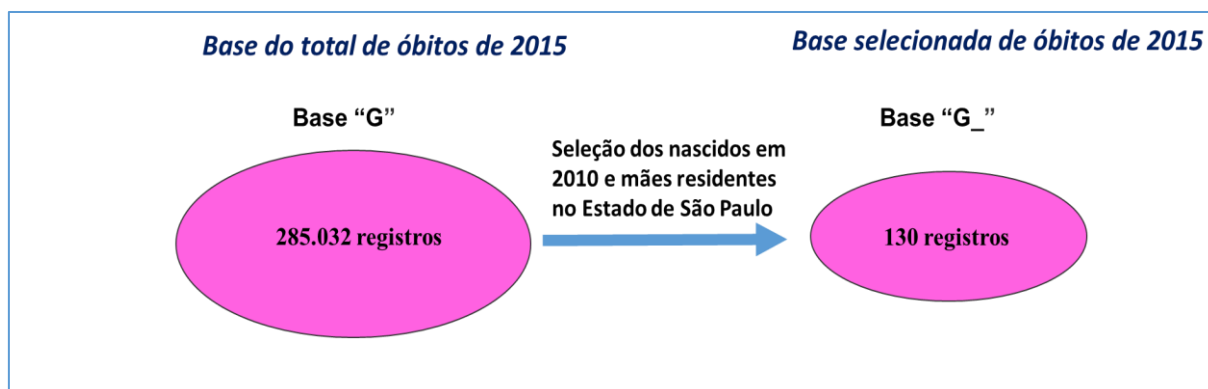 Base do total de óbitos de 2015
Base selecionada de óbitos de 2015
Base “G”
Base “G_”
Seleção dos nascidos em
2010 e mães residentes
no Estado de São Paulo
285.032 registros
130 registros